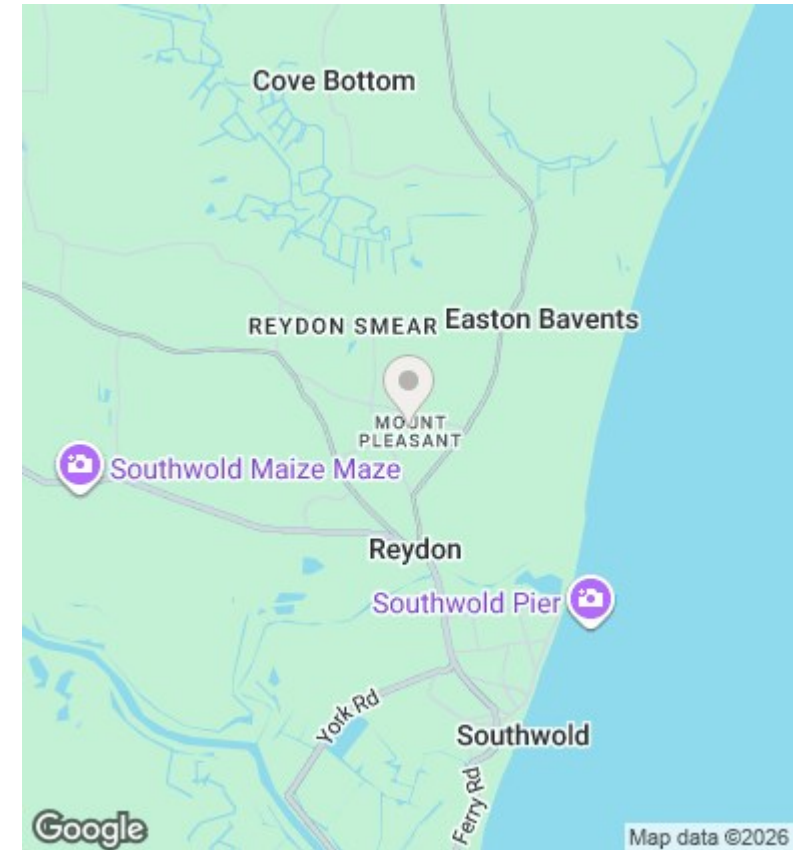 Cove Bottom
REYDON SMEAR
Easton Bavents
MOUNT
PLEASANT
Southwold Maize Maze
Reydon
Southwold Pier
York Rd
Southwold
Ferry Rd
Google
Map data ©2026